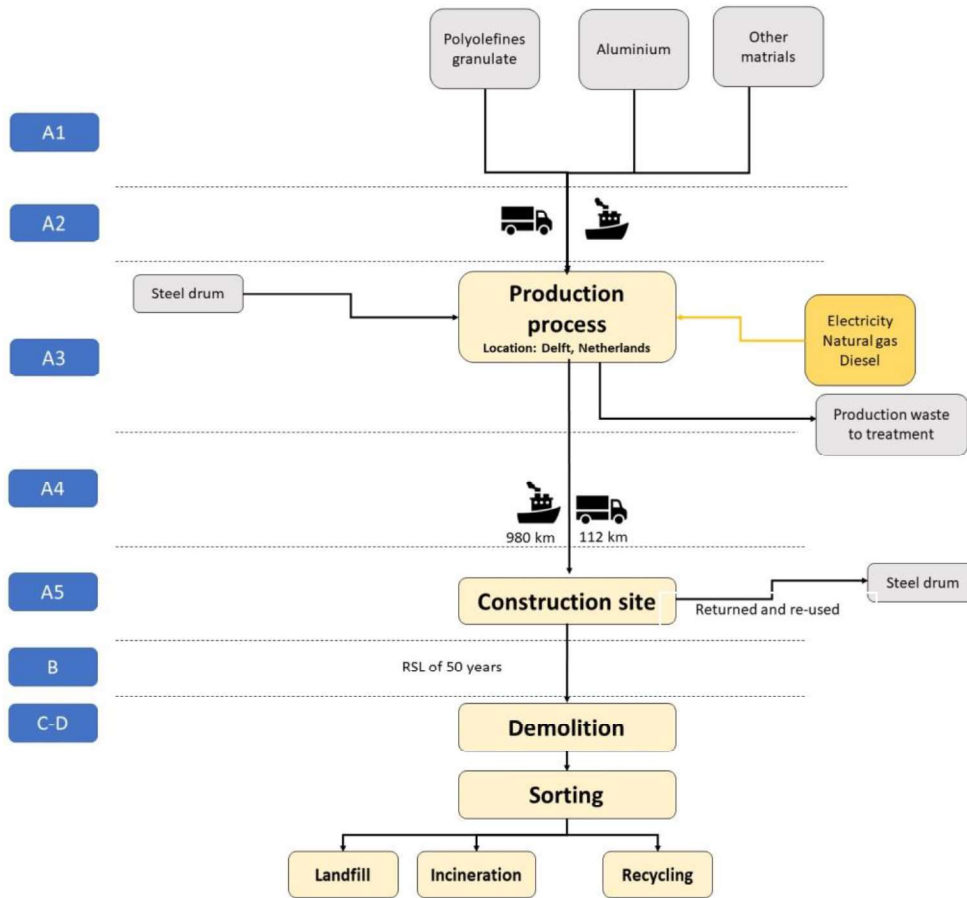 Polyolefines
granulate
Aluminium
Other
matrials
A1
A2
Steel drum
Production
process
Location: Delft, Netherlands
Electricity
Natural gas
Diesel
A3
Production waste
to treatment
A4
980 km
112 km
A5
Construction site
Steel drum
Returned and re-used
B
RSL of 50 years
C-D
Demolition
Sorting
Landfill
Incineration
Recycling